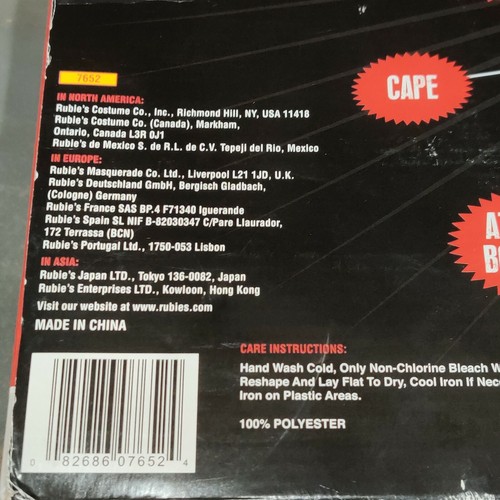 7652
CAPE
IN NORTH AMERICA:
Rubie's Costume Co., Inc., Richmond Hill, NY, USA 11418
Rubie's Costume Co. (Canada), Markham,
Ontario, Canada L3R 0J1
Rubie's de Mexico S. de R.L. de C.V. Tepeji del Rio, Mexico
IN EUROPE:
Rubie's Masquerade Co. Ltd., Liverpool L21 1JD, U.K.
Rubie's Deutschland GmbH, Bergisch Gladbach,
(Cologne) Germany
Rubie's France SAS BP.4 F71340 Iguerande
Rubie's Spain SL NIF B-82030347 C/Pare Llaurador,
172 Terrassa (BCN)
Rubie's Portugal Ltd., 1750-053 Lisbon
IN ASIA:
Rubie's Japan LTD., Tokyo 136-0082, Japan
Rubie's Enterprises LTD., Kowloon, Hong Kong
Visit our website at www.rubies.com
MADE IN CHINA
CARE INSTRUCTIONS:
Hand Wash Cold, Only Non-Chlorine Bleach
Reshape And Lay Flat To Dry, Cool Iron If
Iron on Plastic Areas.
100% POLYESTER
0 82686 07652 4